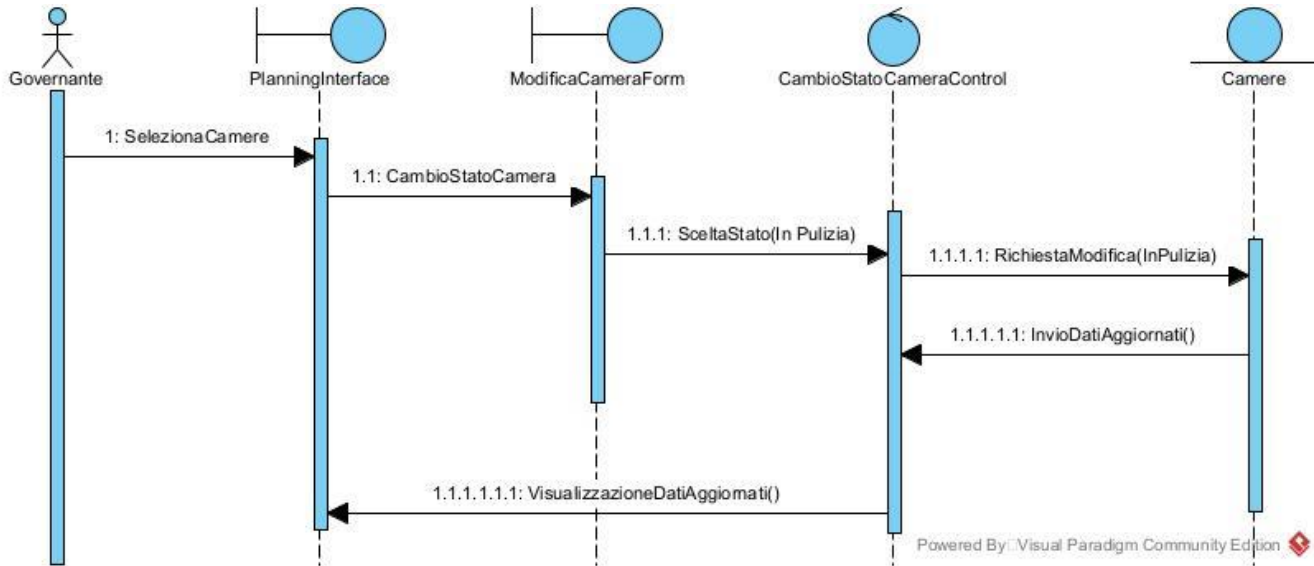 Governante
PlanningInterface
ModificaCameraForm
CambioStatoCameraControl
Camere
1: SelezionaCamere
1.1: CambioStatoCamera
1.1.1: SceltaStato(In Pulizia)
1.1.1.1: RichiestaModifica(InPulizia)
1.1.1.1.1: InvioDatiAggiornati()
1.1.1.1.1.1: VisualizzazioneDatiAggiornati()
Powered By Visual Paradigm Community Edition